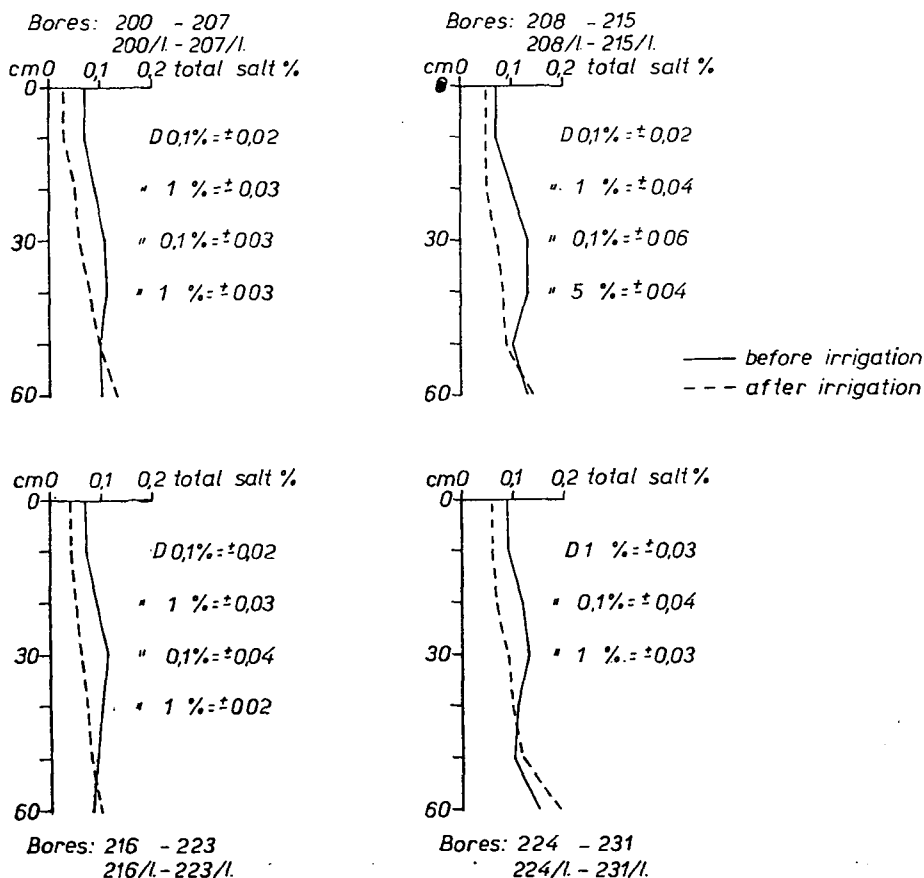 Bores: 200 - 207
200/l. - 207/l.
cm 0 0,1 0,2 total salt %
0
D 0,1% = ± 0,02
" 1 % = ± 0,03
30
" 0,1% = ± 003
" 1 % = ± 003
60
Bores: 208 - 215
208/l. - 215/l.
cm 0 0,1 0,2 total salt %
D 0,1% = ± 0,02
" 1 % = ± 0,04
30
" 0,1% = ± 0 06
" 5 % = ± 0 04
60
before irrigation
after irrigation
cm 0 0,1 0,2 total salt %
0
D 0,1% = ± 0,02
" 1 % = ± 0,03
30
" 0,1% = ± 0,04
" 1 % = ± 0 02
60
Bores: 216 - 223
216/l. - 223/l.
cm 0 0,1 0,2 total salt %
0
D 1 % = ± 0,03
" 0,1% = ± 0,04
30
" 1 %. = ± 0,03
60
Bores: 224 - 231
224/l. - 231/l.